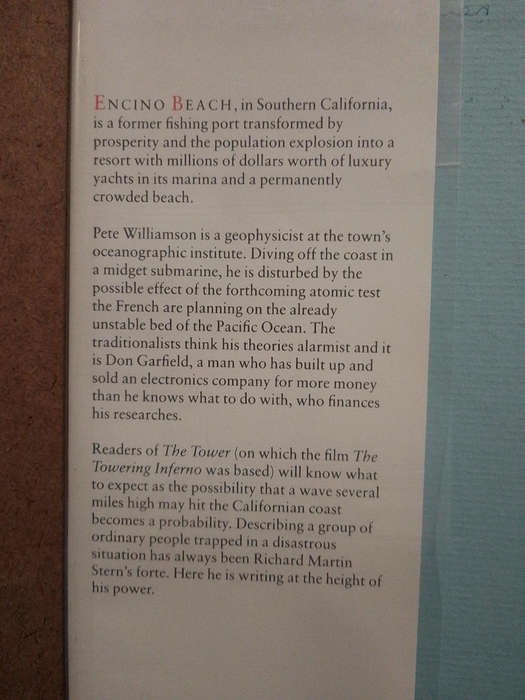 ENCINO BEACH, in Southern California,
is a former fishing port transformed by
prosperity and the population explosion into a
resort with millions of dollars worth of luxury
yachts in its marina and a permanently
crowded beach.
Pete Williamson is a geophysicist at the town's
oceanographic institute. Diving off the coast in
a midget submarine, he is disturbed by the
possible effect of the forthcoming atomic test
the French are planning on the already
unstable bed of the Pacific Ocean. The
traditionalists think his theories alarmist and it
is Don Garfield, a man who has built up and
sold an electronics company for more money
than he knows what to do with, who finances
his researches.
Readers of The Tower (on which the film The
Towering Inferno was based) will know what
to expect as the possibility that a wave several
miles high may hit the Californian coast
becomes a probability. Describing a group of
ordinary people trapped in a disastrous
situation has always been Richard Martin
Stern's forte. Here he is writing at the height of
his power.